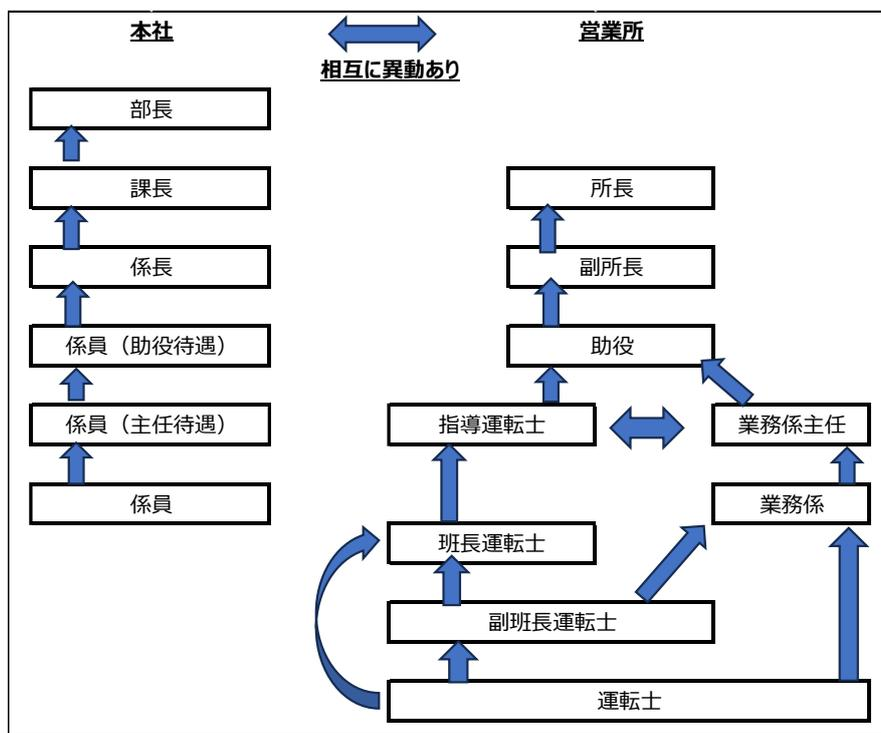 本社
営業所
相互に異動あり
部長
課長
所長
係長
副所長
係員（助役待遇）
助役
係員（主任待遇）
指導運転士
業務係主任
係員
業務係
班長運転士
副班長運転士
運転士